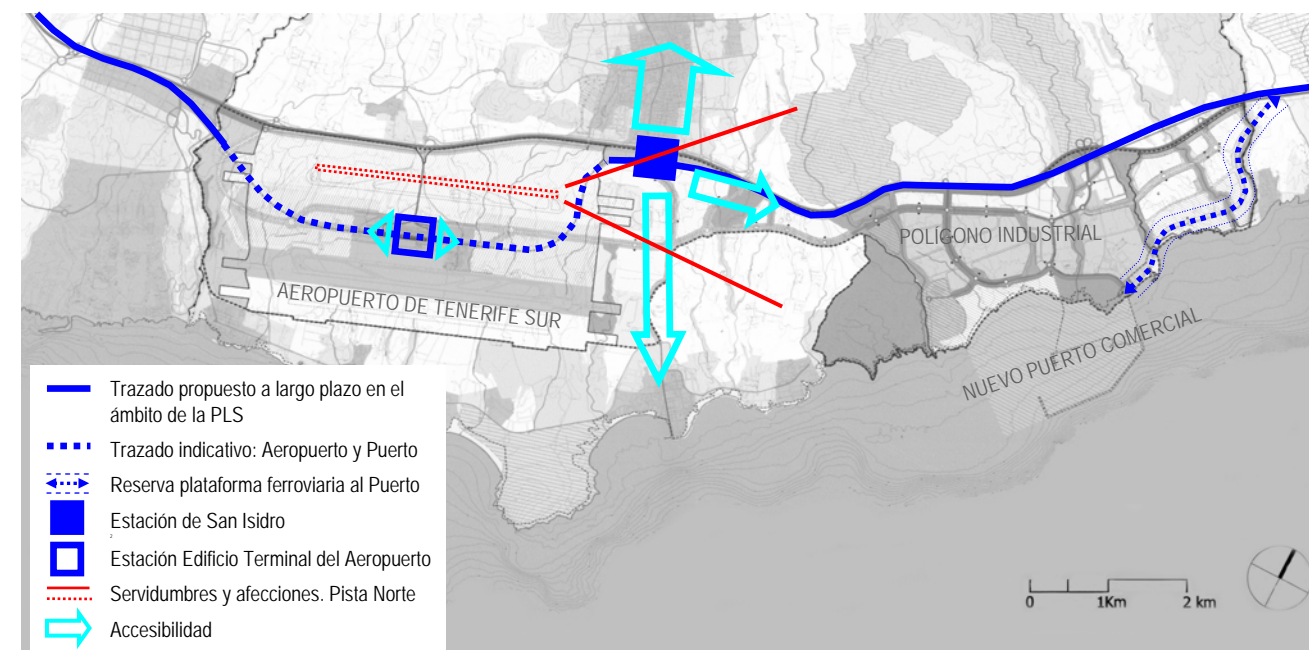 POLÍGONO INDUSTRIAL
AEROPUERTO DE TENERIFE SUR
NUEVO PUERTO COMERCIAL
Trazado propuesto a largo plazo en el
ámbito de la PLS
Trazado indicativo: Aeropuerto y Puerto
Reserva plataforma ferroviaria al Puerto
Estación de San Isidro
2
Estación Edificio Terminal del Aeropuerto
Servidumbres y afecciones. Pista Norte
Accesibilidad
0 1Km 2 km